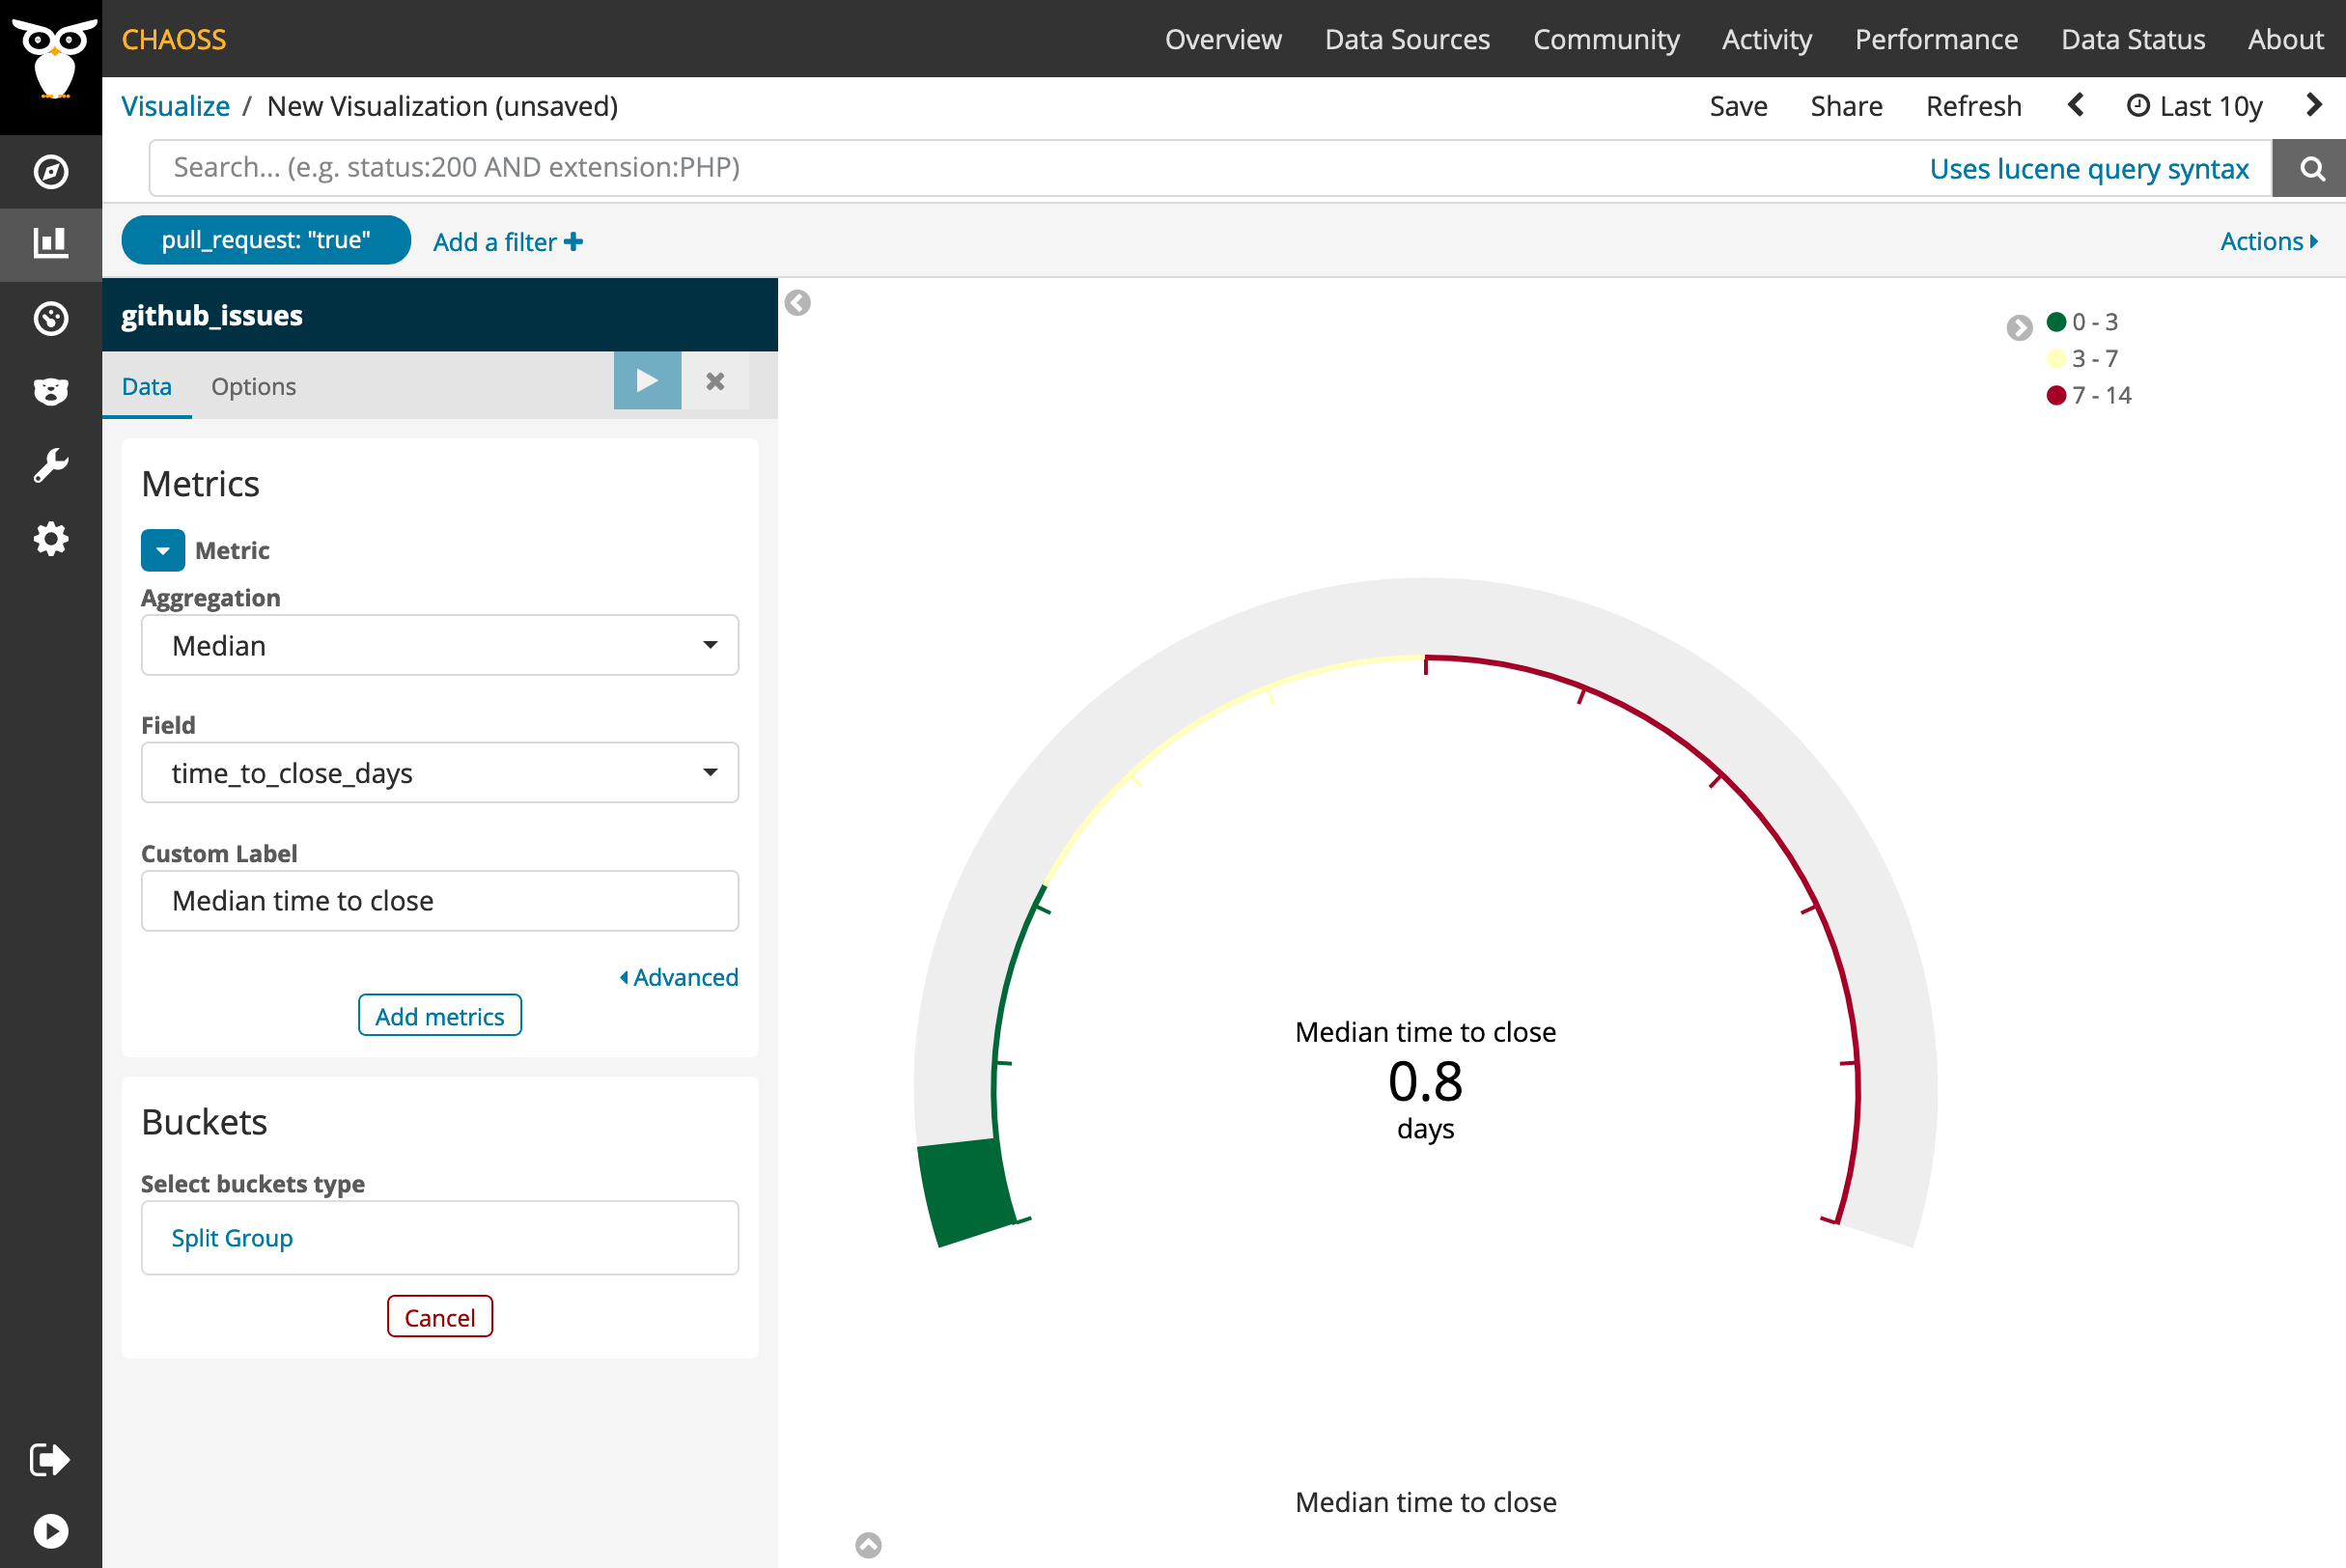 CHAOSS
Overview Data Sources Community Activity Performance Data Status About
Visualize / New Visualization (unsaved)
Save Share Refresh Last 10y
Search... (e.g. status:200 AND extension:PHP)
Uses lucene query syntax
pull_request: "true"
Add a filter
Actions
github_issues
Data Options
Metrics
Metric
Aggregation
Median
Field
time_to_close_days
Custom Label
Median time to close
Advanced
Add metrics
Buckets
Select buckets type
Split Group
Cancel
0 - 3
3 - 7
7 - 14
Median time to close
0.8
days
Median time to close